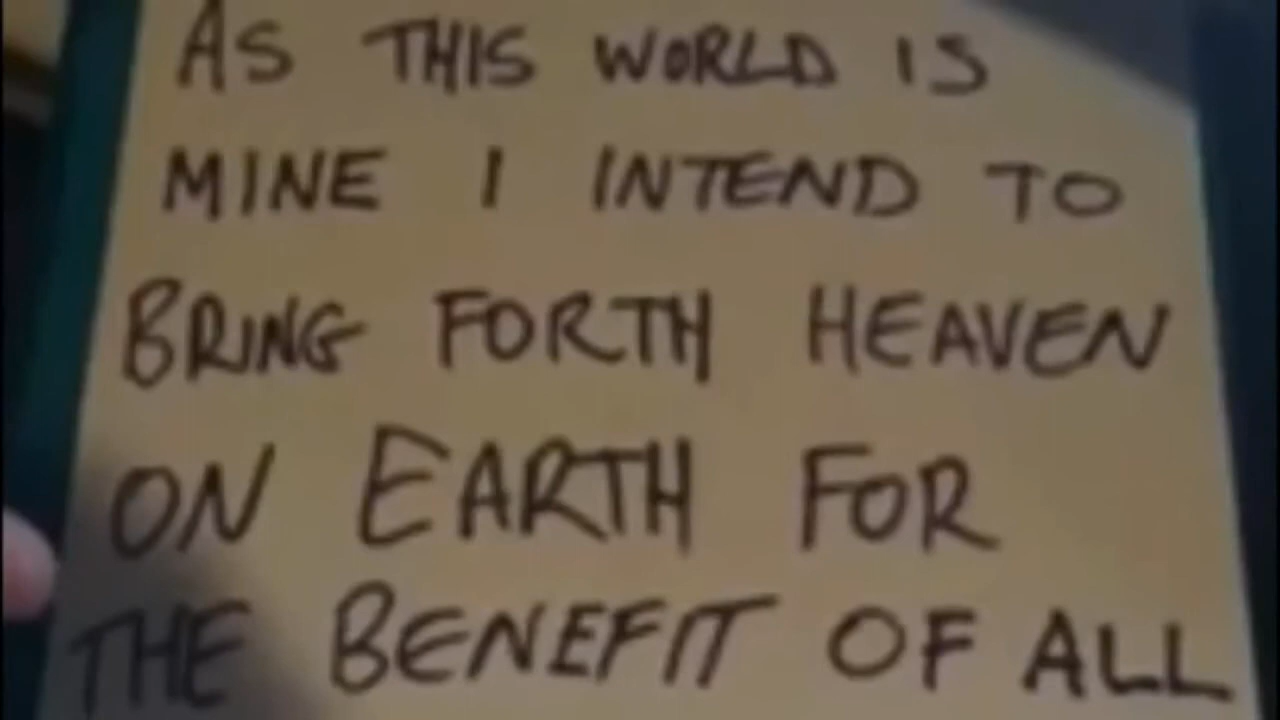 AS THIS WORLD IS
MINE I INTEND TO
BRING FORTH HEAVEN
ON EARTH FOR
THE BENEFIT OF ALL